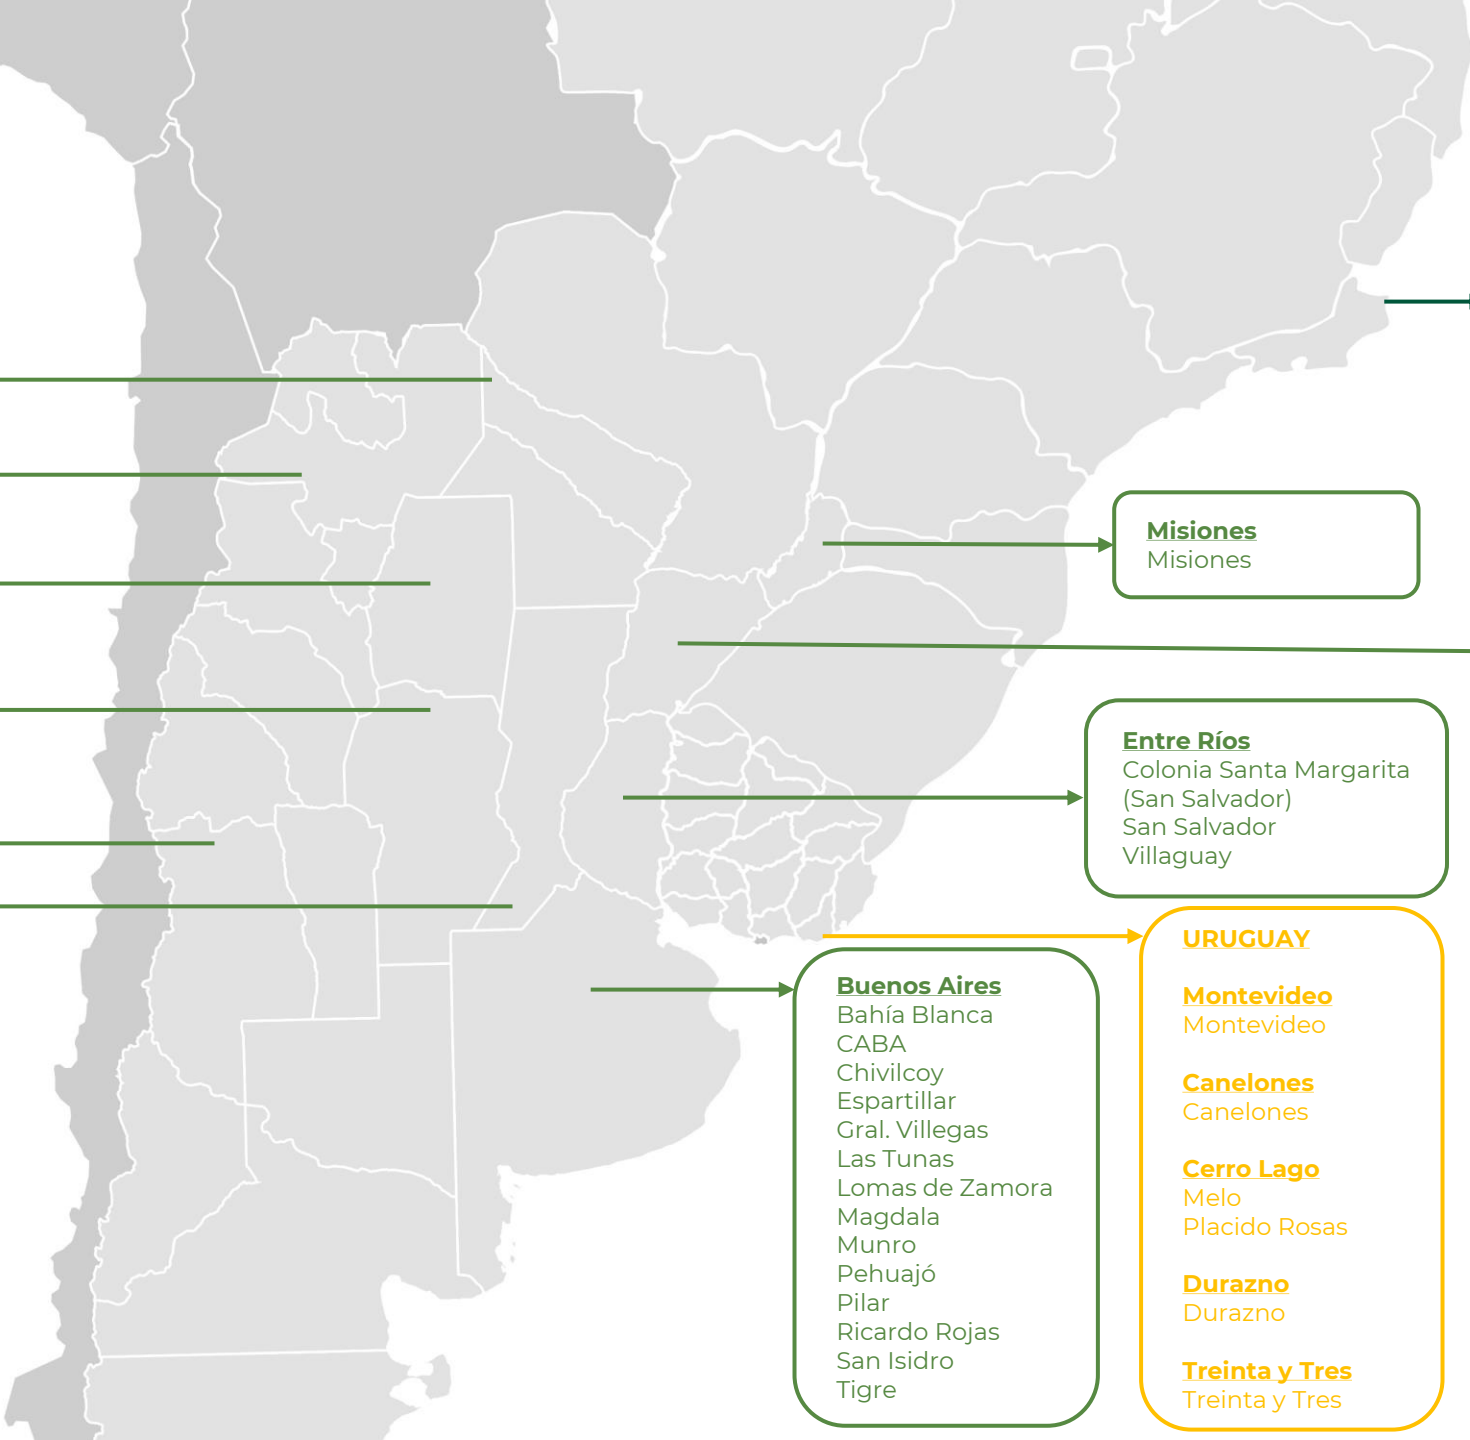 Misiones
Misiones
Entre Ríos
Colonia Santa Margarita
(San Salvador)
San Salvador
Villaguay
Buenos Aires
Bahía Blanca
CABA
Chivilcoy
Espartillar
Gral. Villegas
Las Tunas
Lomas de Zamora
Magdala
Munro
Pehuajó
Pilar
Ricardo Rojas
San Isidro
Tigre
URUGUAY
Montevideo
Montevideo
Canelones
Canelones
Cerro Lago
Melo
Placido Rosas
Durazno
Durazno
Treinta y Tres
Treinta y Tres